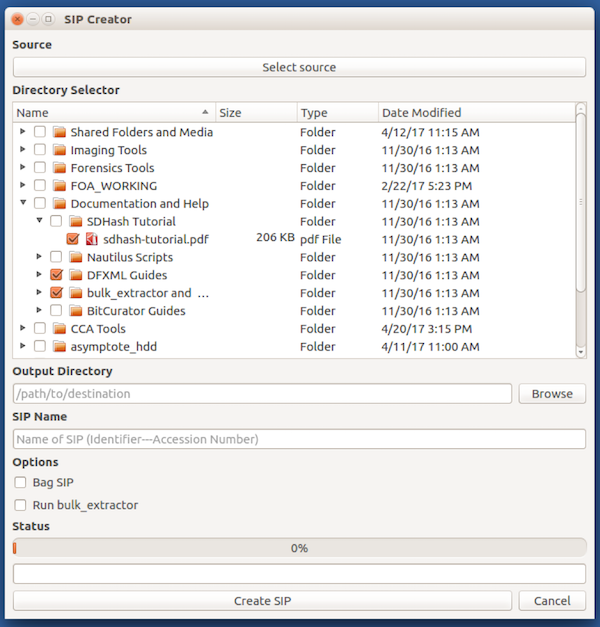 SIP Creator
Source
Select source
Directory Selector
Name Size Type Date Modified
Shared Folders and Media Folder 4/12/17 11:15 AM
Imaging Tools Folder 11/30/16 1:13 AM
Forensics Tools Folder 11/30/16 1:13 AM
FOA_WORKING Folder 2/22/17 5:23 PM
Documentation and Help Folder 11/30/16 1:13 AM
SDHash Tutorial Folder 11/30/16 1:13 AM
sdhash-tutorial.pdf 206 KB pdf File 11/30/16 1:13 AM
Nautilus Scripts Folder 11/30/16 1:13 AM
DFXML Guides Folder 11/30/16 1:13 AM
bulk_extractor and ... Folder 11/30/16 1:13 AM
BitCurator Guides Folder 11/30/16 1:13 AM
CCA Tools Folder 4/20/17 3:15 PM
asymptote_hdd Folder 4/11/17 11:00 AM
Output Directory
/path/to/destination Browse
SIP Name
Name of SIP (Identifier---Accession Number)
Options
Bag SIP
Run bulk_extractor
Status
0%
Create SIP Cancel